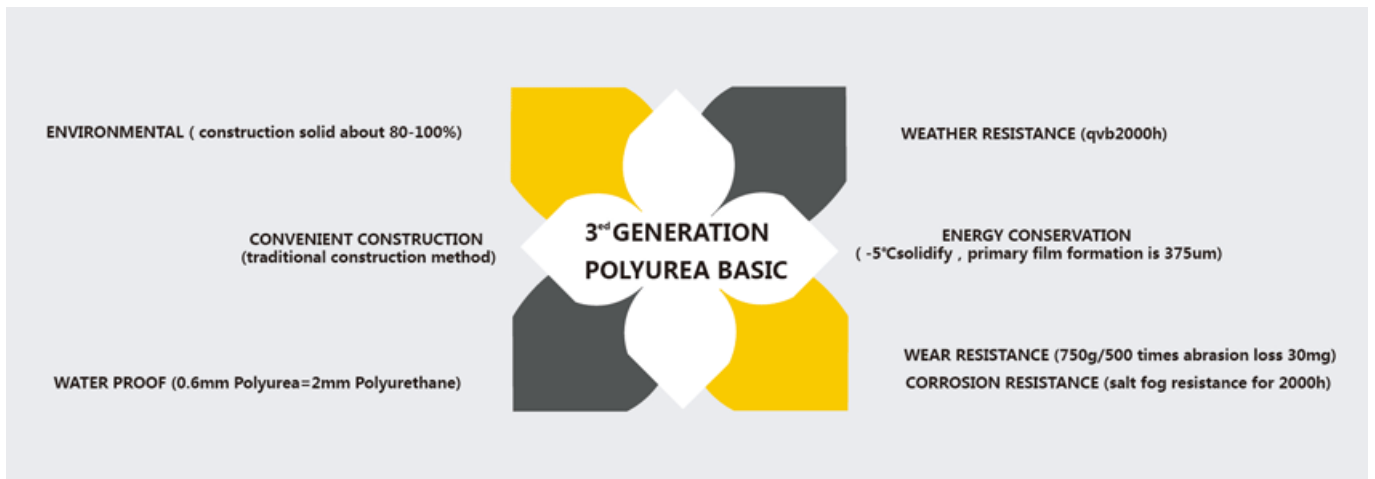 ENVIRONMENTAL ( construction solid about 80-100%)
CONVENIENT CONSTRUCTION
(traditional construction method)
WATER PROOF (0.6mm Polyurea=2mm Polyurethane)
3ed GENERATION
POLYUREA BASIC
WEATHER RESISTANCE (qvb2000h)
ENERGY CONSERVATION
( -5℃solidify , primary film formation is 375um)
WEAR RESISTANCE (750g/500 times abrasion loss 30mg)
CORROSION RESISTANCE (salt fog resistance for 2000h)